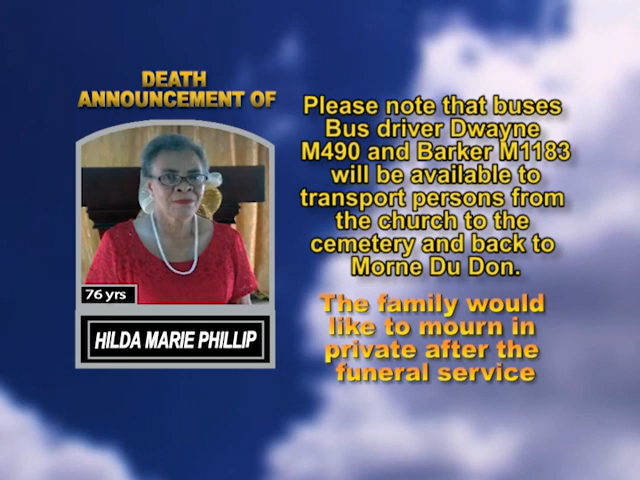 DEATH
ANNOUNCEMENT OF
76 yrs
HILDA MARIE PHILLIP
Please note that buses
Bus driver Dwayne
M490 and Barker M1183
will be available to
transport persons from
the church to the
cemetery and back to
Morne Du Don.
The family would
like to mourn in
private after the
funeral service